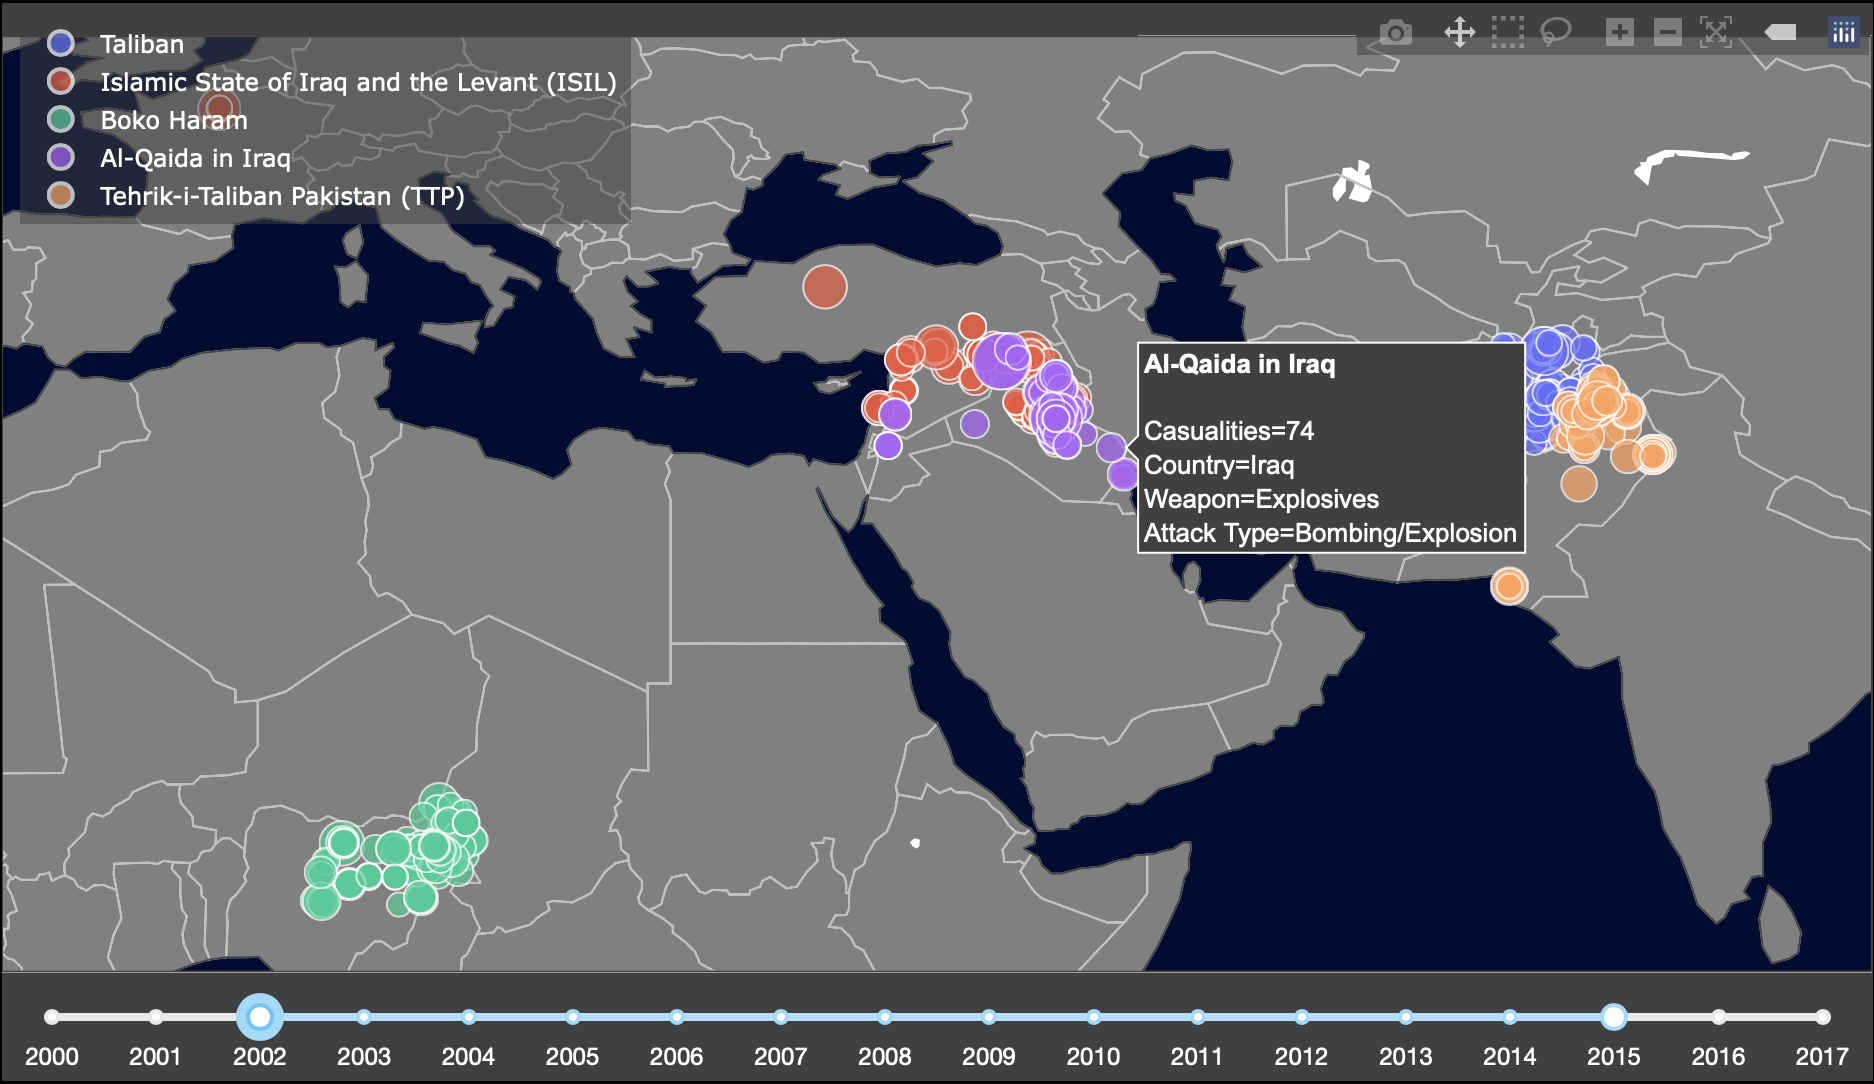 Taliban
Islamic State of Iraq and the Levant (ISIL)
Boko Haram
Al-Qaida in Iraq
Tehrik-i-Taliban Pakistan (TTP)
Al-Qaida in Iraq
Casualities=74
Country=Iraq
Weapon=Explosives
Attack Type=Bombing/Explosion
2000 2001 2002 2003 2004 2005 2006 2007 2008 2009 2010 2011 2012 2013 2014 2015 2016 2017